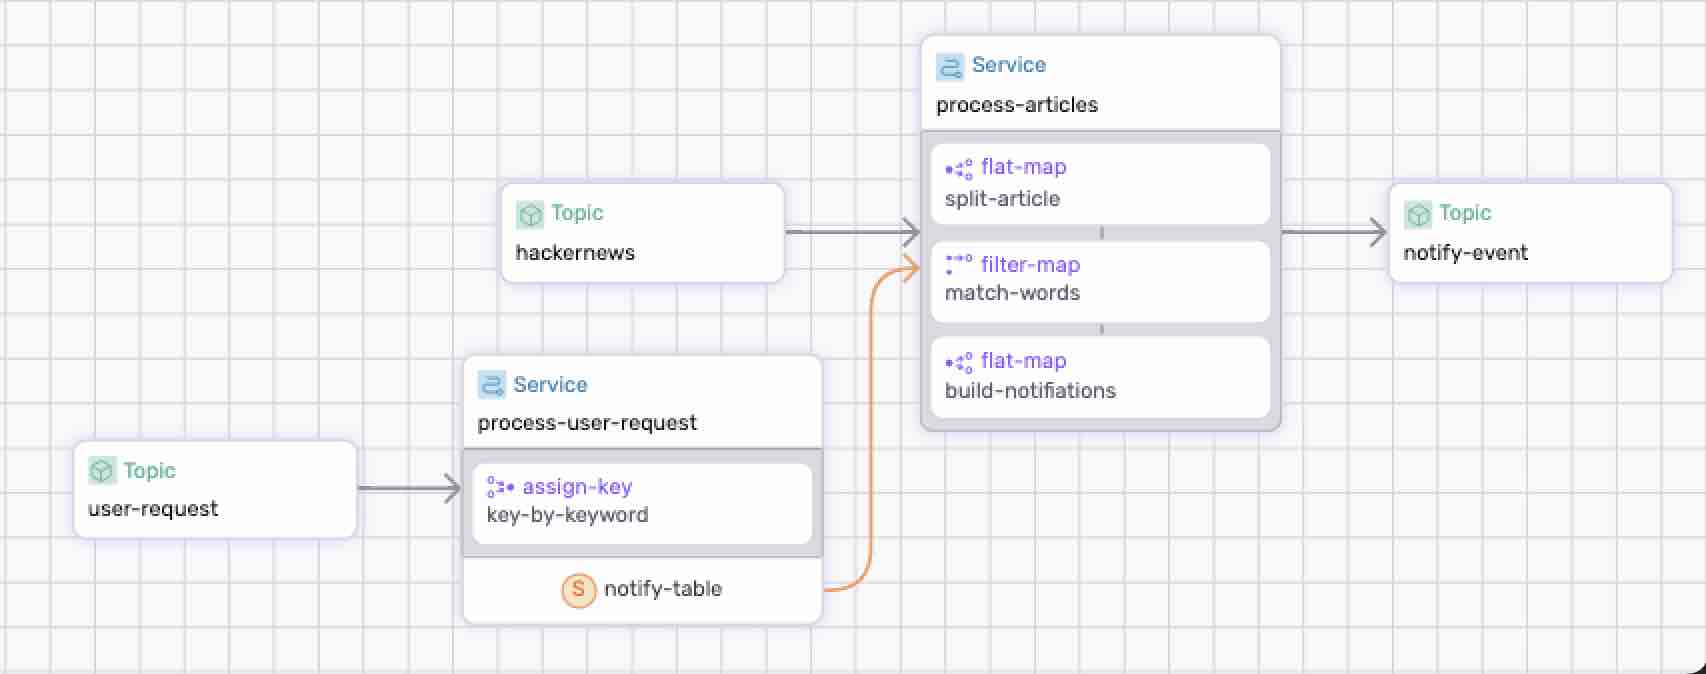 Service
process-articles
flat-map
split-article
filter-map
match-words
flat-map
build-notifiations
Topic
hackernews
Topic
notify-event
Service
process-user-request
assign-key
key-by-keyword
S notify-table
Topic
user-request